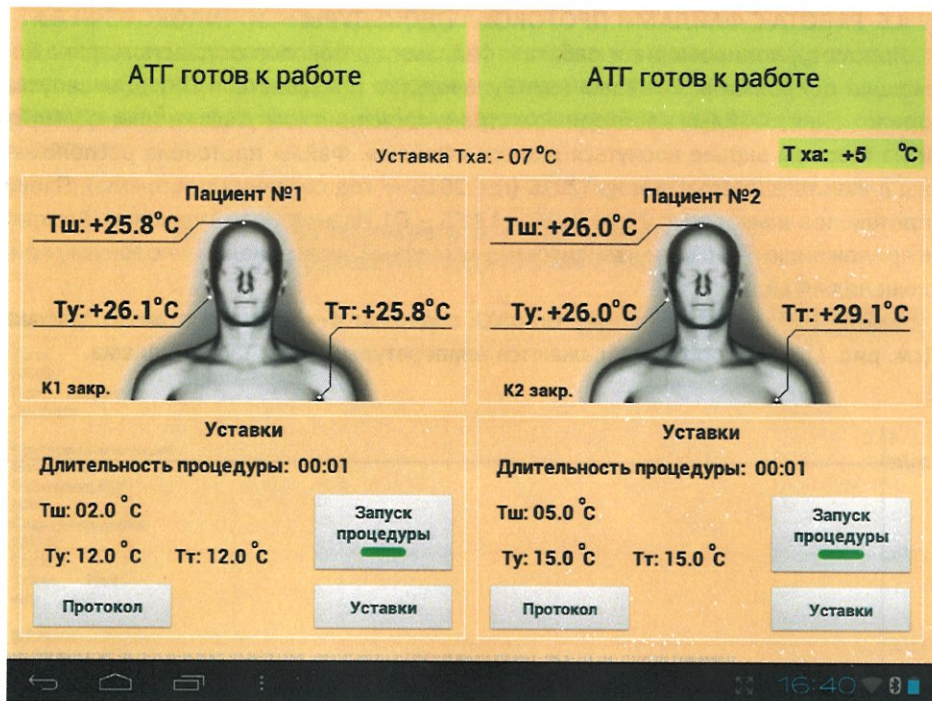 АТГ готов к работе
АТГ готов к работе
Уставка Тха: - 07°С
Т ха: +5 °С
Пациент №1
Тш: +25.8°С
Ту: +26.1°С
Тт: +25.8°С
К1 закр.
Пациент №2
Тш: +26.0°С
Ту: +26.0°С
Тт: +29.1°С
К2 закр.
Уставки
Длительность процедуры: 00:01
Тш: 02.0 °С
Ту: 12.0 °С Тт: 12.0 °С
Запуск
процедуры
Протокол
Уставки
Уставки
Длительность процедуры: 00:01
Тш: 05.0 °С
Ту: 15.0 °С Тт: 15.0 °С
Запуск
процедуры
Протокол
Уставки
16:40